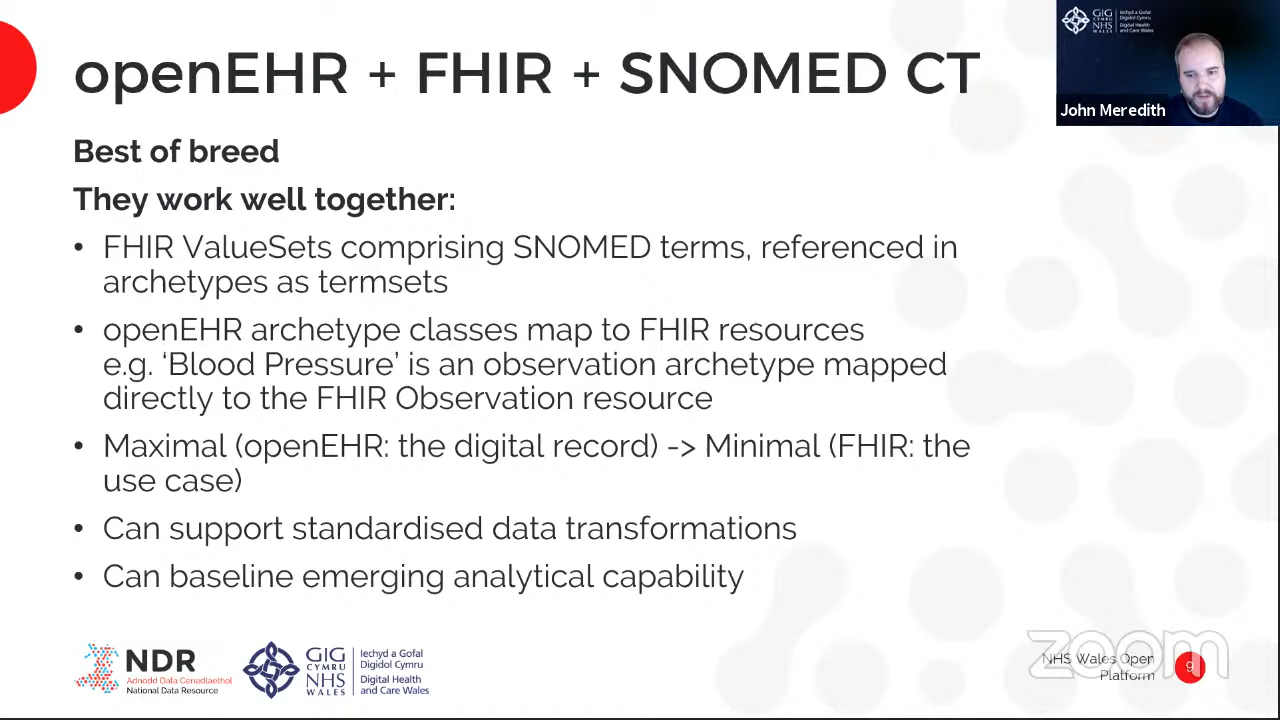 openEHR + FHIR + SNOMED CT
GIG
CYMRU
NHS
WALES
Iechyd a Gofal
Digidol Cymru
Digital Health
and Care Wales
John Meredith
Best of breed
They work well together:
• FHIR ValueSets comprising SNOMED terms, referenced in
archetypes as termsets
• openEHR archetype classes map to FHIR resources
e.g. ‘Blood Pressure’ is an observation archetype mapped
directly to the FHIR Observation resource
• Maximal (openEHR: the digital record) -> Minimal (FHIR: the
use case)
• Can support standardised data transformations
• Can baseline emerging analytical capability
NDR
Adnodd Data Cenedlaethol
National Data Resource
GIG
CYMRU
NHS
WALES
Iechyd a Gofal
Digidol Cymru
Digital Health
and Care Wales
zoom
NHS Wales Open
Platform
9